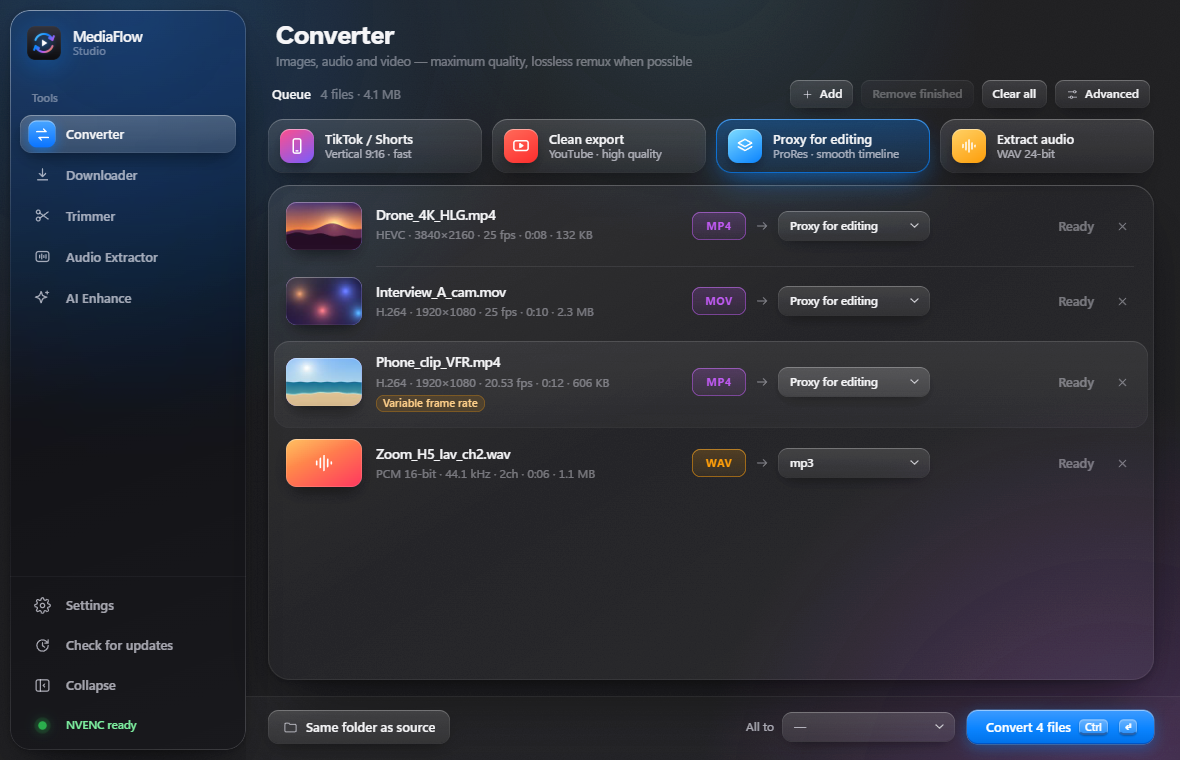 MediaFlow
Studio
Tools
Converter
Downloader
Trimmer
Audio Extractor
AI Enhance
Settings
Check for updates
Collapse
NVENC ready
Converter
Images, audio and video — maximum quality, lossless remux when possible
Queue 4 files · 4.1 MB
+ Add
Remove finished
Clear all
Advanced
TikTok / Shorts
Vertical 9:16 · fast
Clean export
YouTube · high quality
Proxy for editing
ProRes · smooth timeline
Extract audio
WAV 24-bit
Drone_4K_HLG.mp4
HEVC · 3840×2160 · 25 fps · 0:08 · 132 KB
MP4 → Proxy for editing Ready ×
Interview_A_cam.mov
H.264 · 1920×1080 · 25 fps · 0:10 · 2.3 MB
MOV → Proxy for editing Ready ×
Phone_clip_VFR.mp4
H.264 · 1920×1080 · 20.53 fps · 0:12 · 606 KB
Variable frame rate
MP4 → Proxy for editing Ready ×
Zoom_H5_lav_ch2.wav
PCM 16-bit · 44.1 kHz · 2ch · 0:06 · 1.1 MB
WAV → mp3 Ready ×
Same folder as source
All to —
Convert 4 files Ctrl ⏎